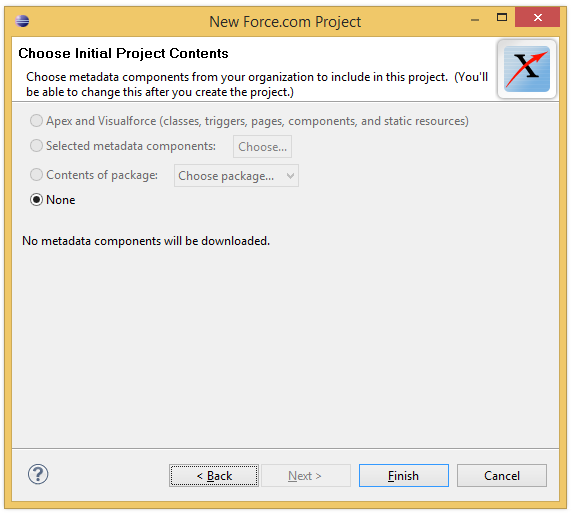 New Force.com Project
Choose Initial Project Contents
Choose metadata components from your organization to include in this project.  (You'll
be able to change this after you create the project.)
X
Apex and Visualforce (classes, triggers, pages, components, and static resources)
Selected metadata components: Choose...
Contents of package: Choose package...
None
No metadata components will be downloaded.
?
< Back Next > Finish Cancel